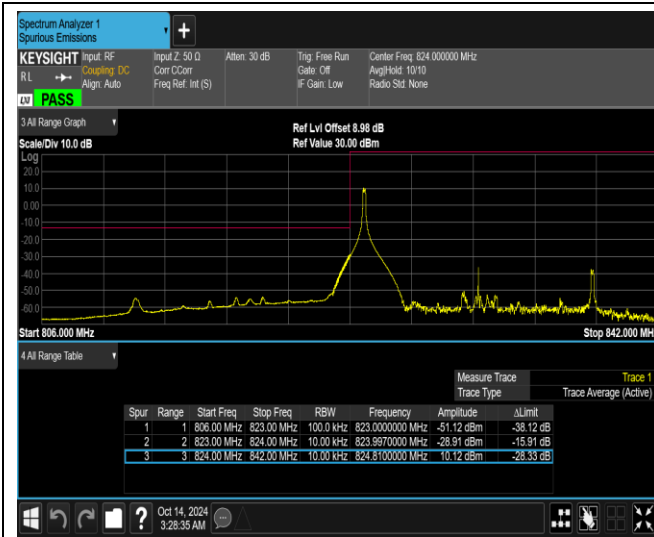 Spectrum Analyzer 1
Spurious Emissions
+
KEYSIGHT Input: RF Input Z: 50 Ω Atten: 30 dB Trig: Free Run Center Freq: 824.000000 MHz
RL Coupling: DC Corr CCorr Gate: Off Avg|Hold: 10/10
Align: Auto Freq Ref: Int (S) IF Gain: Low Radio Std: None
LXI PASS
3 All Range Graph
Ref Lvl Offset 8.98 dB
Scale/Div 10.0 dB Ref Value 30.00 dBm
Log
20.0
10.0
0.00
-10.0
-20.0
-30.0
-40.0
-50.0
-60.0
Start 806.000 MHz Stop 842.000 MH
4 All Range Table
Measure Trace Trace 1
Trace Type Trace Average (Active)
Spur Range Start Freq Stop Freq RBW Frequency Amplitude ΔLimit
1 1 806.00 MHz 823.00 MHz 100.0 kHz 823.0000000 MHz -51.12 dBm -38.12 dB
2 2 823.00 MHz 824.00 MHz 10.00 kHz 823.9970000 MHz -28.91 dBm -15.91 dB
3 3 824.00 MHz 842.00 MHz 10.00 kHz 824.8100000 MHz 10.12 dBm -28.33 dB
? Oct 14, 2024
3:28:35 AM